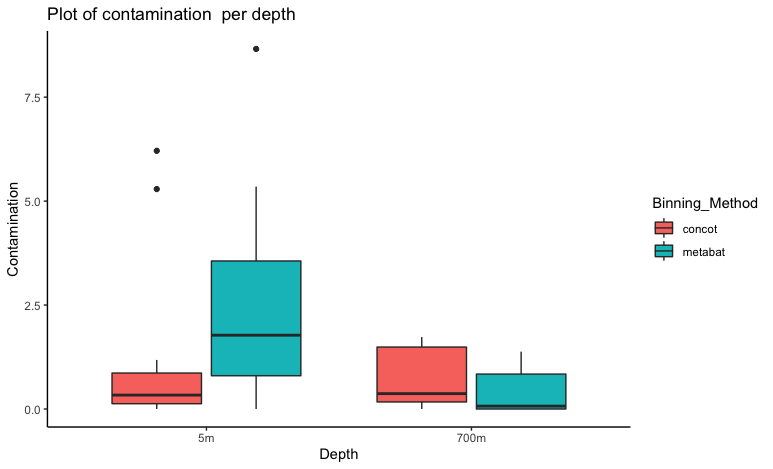 Plot of contamination  per depth
Contamination
7.5
5.0
2.5
0.0
5m
700m
Depth
Binning_Method
concot
metabat